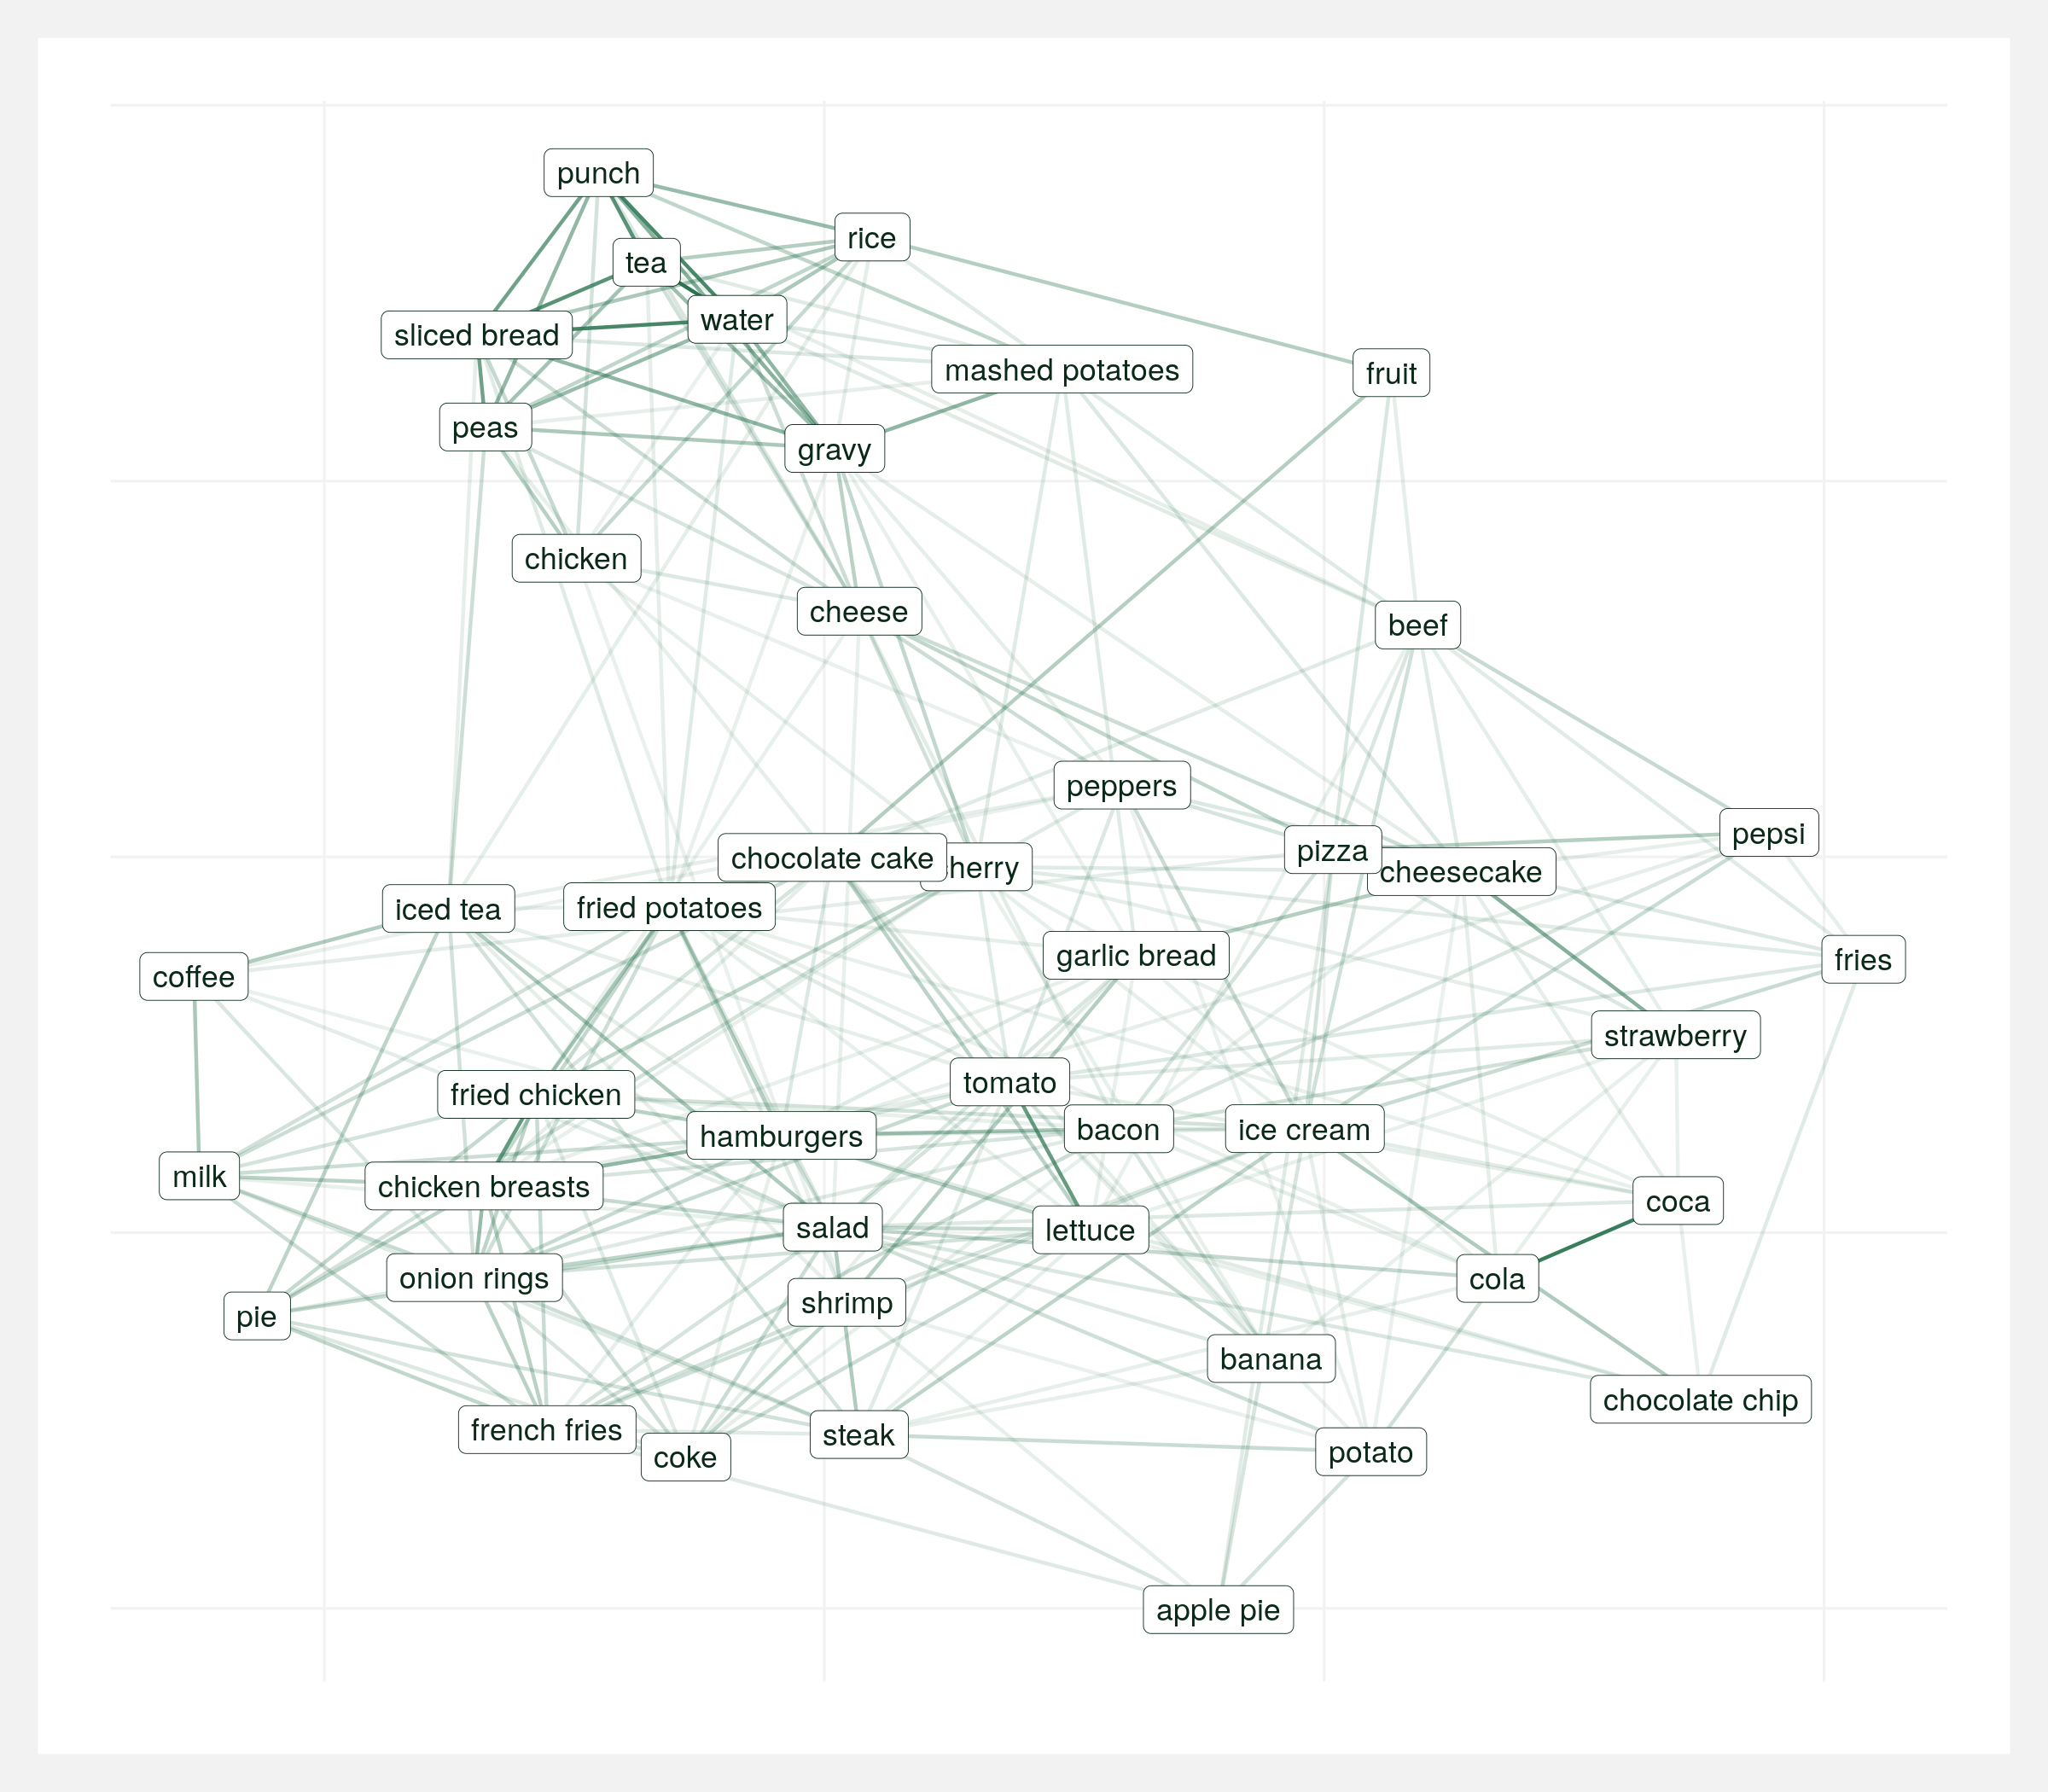 punch
rice
tea
water
sliced bread
mashed potatoes
fruit
peas
gravy
chicken
cheese
beef
peppers
pepsi
pizza
chocolate cake
herry
cheesecake
iced tea
fried potatoes
garlic bread
fries
coffee
strawberry
tomato
fried chicken
bacon
ice cream
hamburgers
milk
chicken breasts
coca
salad
lettuce
onion rings
cola
shrimp
pie
banana
chocolate chip
french fries
steak
potato
coke
apple pie